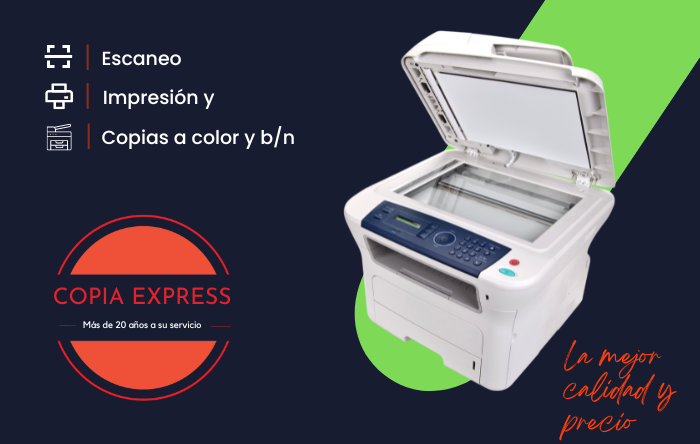 Escaneo
Impresión y
Copias a color y b/n
COPIA EXPRESS
Más de 20 años a su servicio
La mejor
calidad y
precio